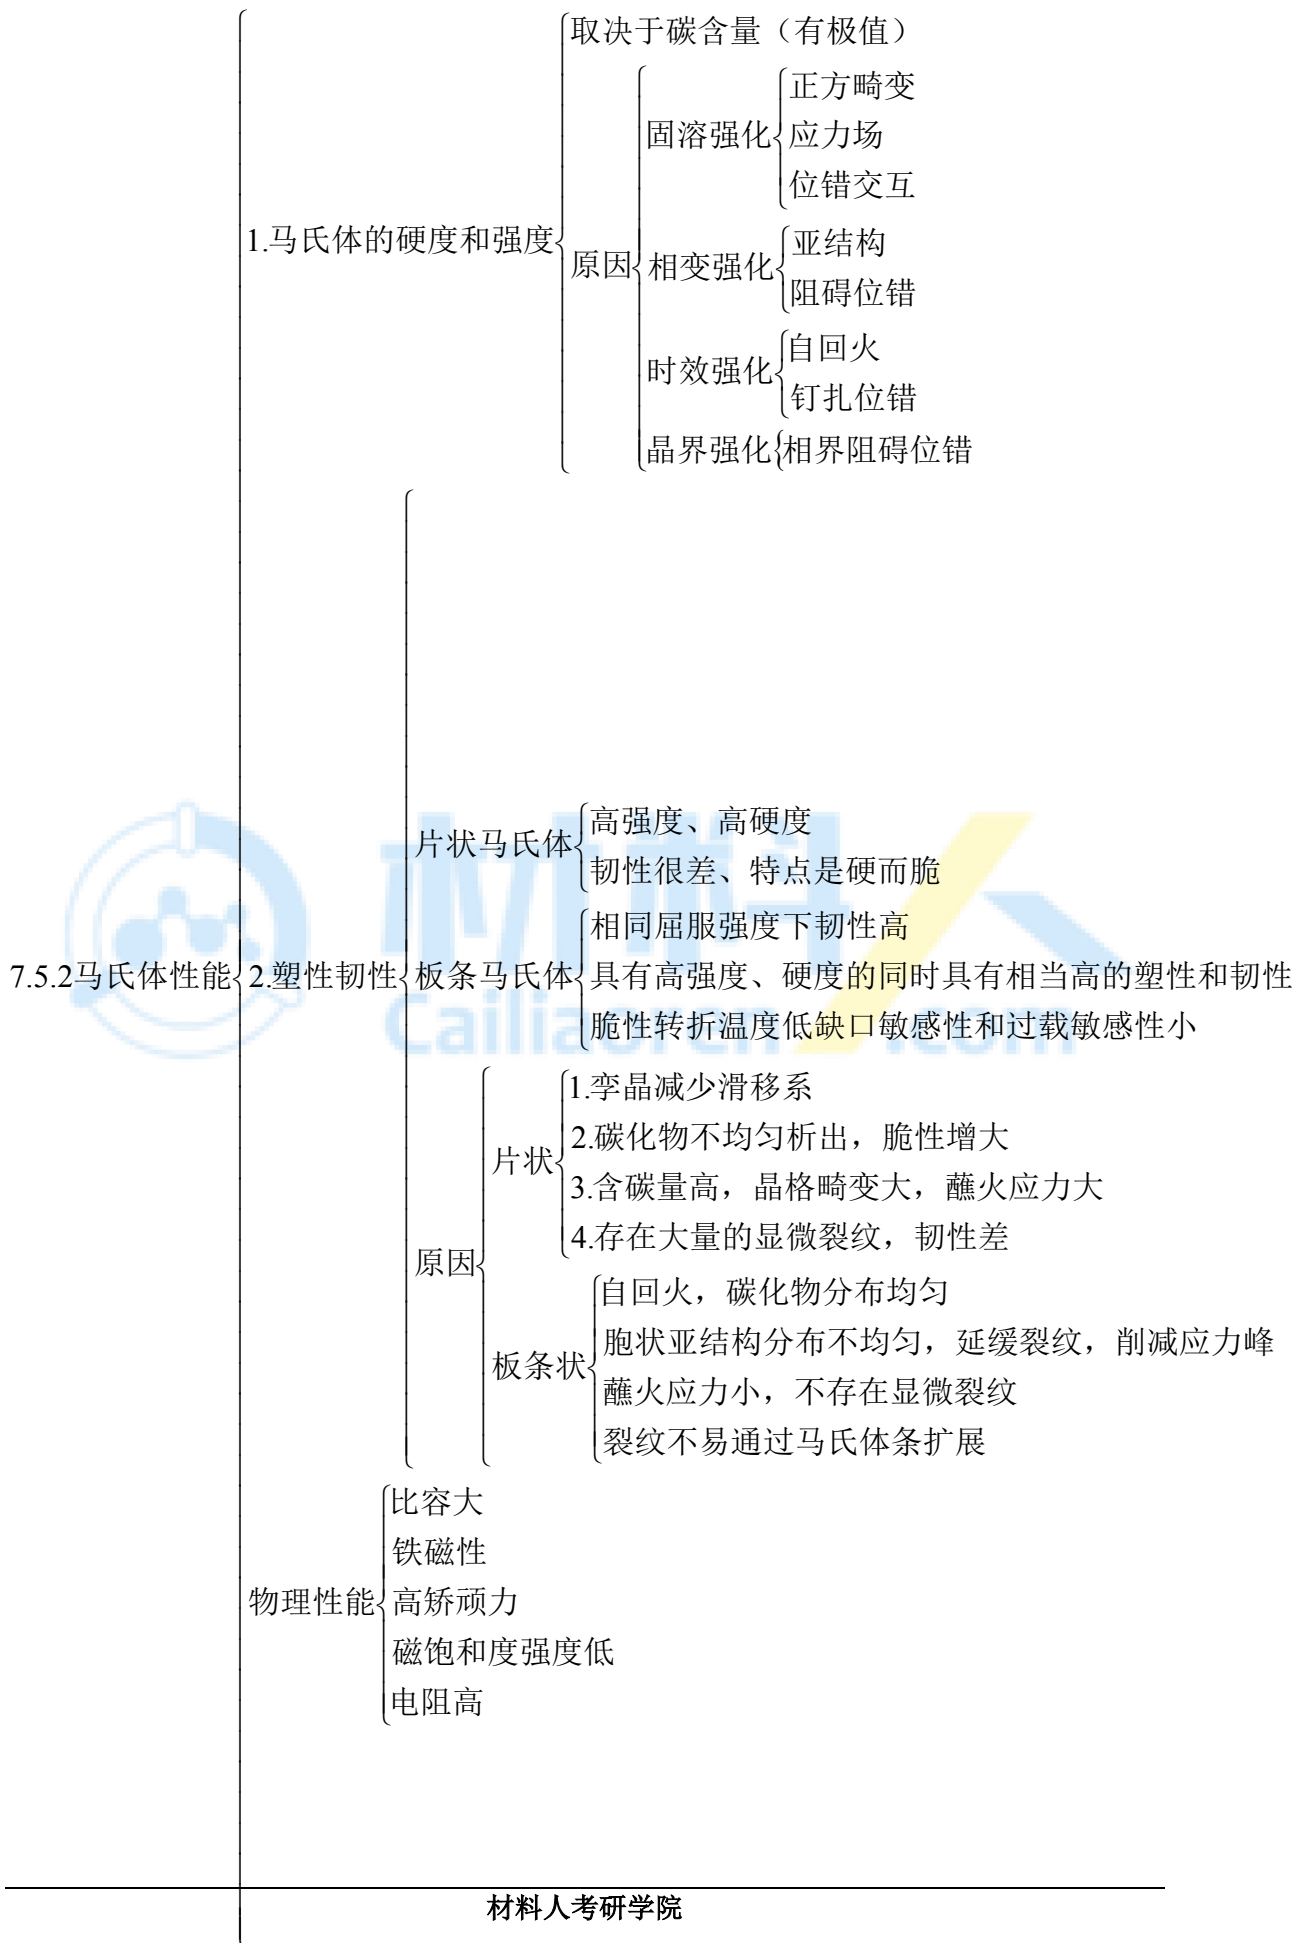 7.5.2马氏体性能
1.马氏体的硬度和强度
取决于碳含量（有极值）
原因
固溶强化
正方畸变
应力场
位错交互
相变强化
亚结构
阻碍位错
时效强化
自回火
钉扎位错
晶界强化
相界阻碍位错
2.塑性韧性
片状马氏体
高强度、高硬度
韧性很差、特点是硬而脆
板条马氏体
相同屈服强度下韧性高
具有高强度、硬度的同时具有相当高的塑性和韧性
脆性转折温度低缺口敏感性和过载敏感性小
原因
片状
1.孪晶减少滑移系
2.碳化物不均匀析出，脆性增大
3.含碳量高，晶格畸变大，蘸火应力大
4.存在大量的显微裂纹，韧性差
板条状
自回火，碳化物分布均匀
胞状亚结构分布不均匀，延缓裂纹，削减应力峰
蘸火应力小，不存在显微裂纹
裂纹不易通过马氏体条扩展
物理性能
比容大
铁磁性
高矫顽力
磁饱和度强度低
电阻高
材料人
Cailiaoren.com
材料人考研学院